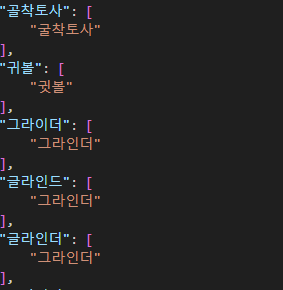 "골착토사": [
"굴착토사"
],
"귀볼": [
"귓볼"
],
"그라이더": [
"그라인더"
],
"글라인드": [
"그라인더"
],
"글라인더": [
"그라인더"
],